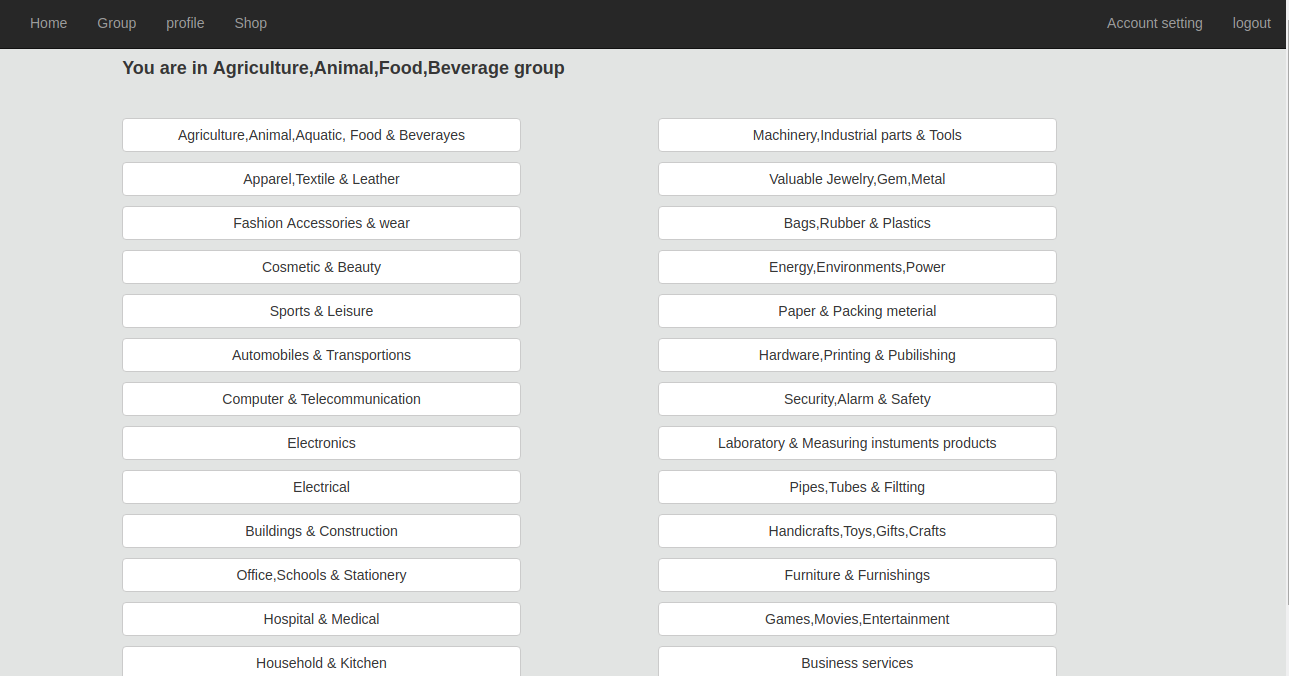 Home Group profile Shop Account setting logout
You are in Agriculture,Animal,Food,Beverage group
Agriculture,Animal,Aquatic, Food & Beverayes
Machinery,Industrial parts & Tools
Apparel,Textile & Leather
Valuable Jewelry,Gem,Metal
Fashion Accessories & wear
Bags,Rubber & Plastics
Cosmetic & Beauty
Energy,Environments,Power
Sports & Leisure
Paper & Packing meterial
Automobiles & Transportions
Hardware,Printing & Pubilishing
Computer & Telecommunication
Security,Alarm & Safety
Electronics
Laboratory & Measuring instuments products
Electrical
Pipes,Tubes & Filtting
Buildings & Construction
Handicrafts,Toys,Gifts,Crafts
Office,Schools & Stationery
Furniture & Furnishings
Hospital & Medical
Games,Movies,Entertainment
Household & Kitchen
Business services